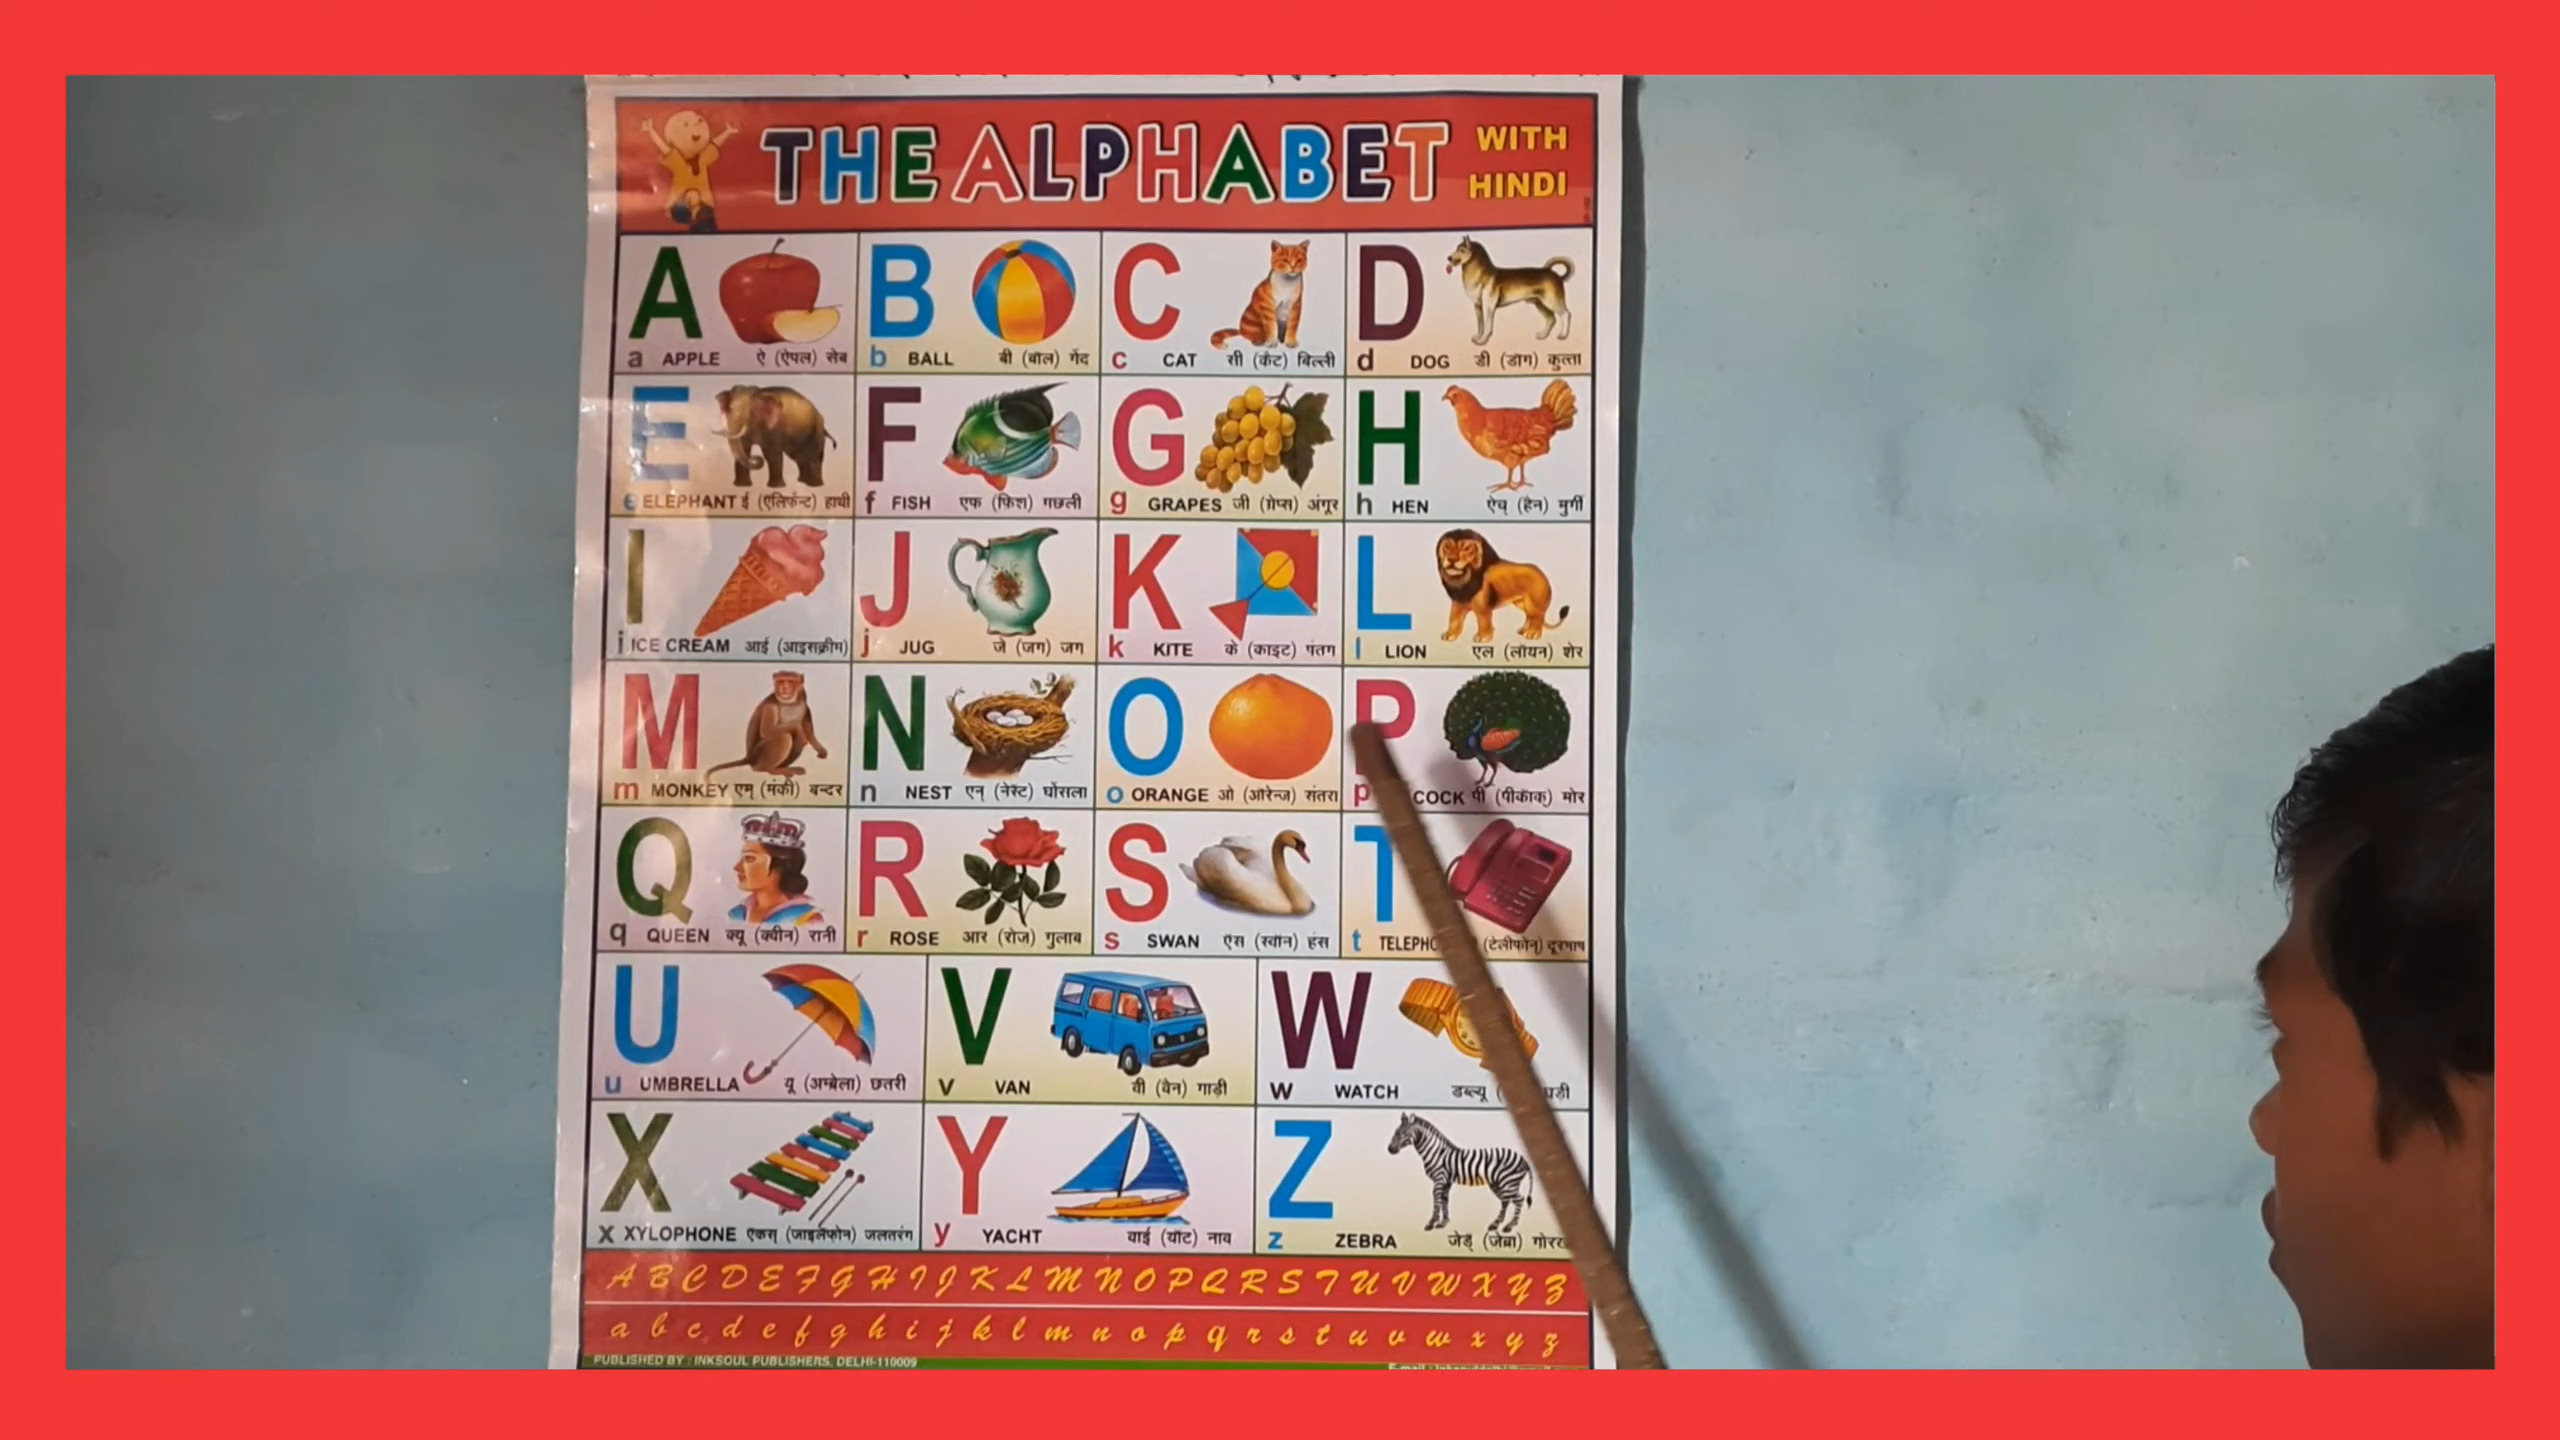 THE ALPHABET WITH HINDI
A B C D
a APPLE ऐ (ऐपल) सेब
b BALL बी (बॉल) गेंद
c CAT सी (कैट) बिल्ली
d DOG डी (डाग) कुत्ता
E F G H
e ELEPHANT ई (एलिफॅन्ट) हाथी
f FISH एफ (फ़िश) मछली
g GRAPES जी (ग्रेप्स) अंगूर
h HEN ऐच् (हैन) मुर्गी
I J K L
i ICE CREAM आई (आइसक्रीम)
j JUG जे (जग) जग
k KITE के (काइट) पंतग
l LION एल (लॉयन) शेर
M N O P
m MONKEY एम् (मंकी) बन्दर
n NEST एन् (नेस्ट) घोंसला
o ORANGE ओ (ऑरेन्ज) संतरा
p COCK पी (पीकॉक्) मोर
Q R S T
q QUEEN क्यू (क्वीन) रानी
r ROSE आर (रोज) गुलाब
s SWAN ऍस (स्वॉन) हंस
t TELEPHO (टेलीफोन्) दूरभाष
U V W
u UMBRELLA यू (अम्ब्रेला) छतरी
v VAN वी (वैन) गाड़ी
w WATCH डब्ल्यू
X Y Z
x XYLOPHONE एक्स् (जाइलॅफोन) जलतरंग
y YACHT वाई (यॉट) नाव
z ZEBRA जेड् (जेब्रा)
A B C D E F G H I J K L M N O P Q R S T U V W X Y Z
a b c d e f g h i j k l m n o p q r s t u v w x y z
PUBLISHED BY : INKSOUL PUBLISHERS, DELHI-110009